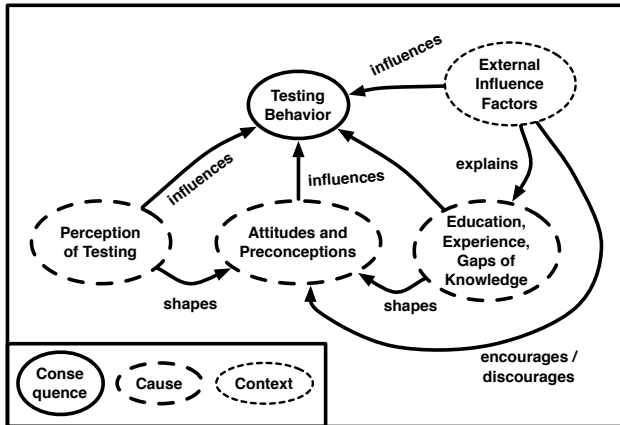 influences
External
Influence
Factors
Testing
Behavior
explains
influences
influences
Perception
of Testing
Attitudes and
Preconceptions
Education,
Experience,
Gaps of
Knowledge
shapes
shapes
encourages /
discourages
Conse
quence
Cause
Context